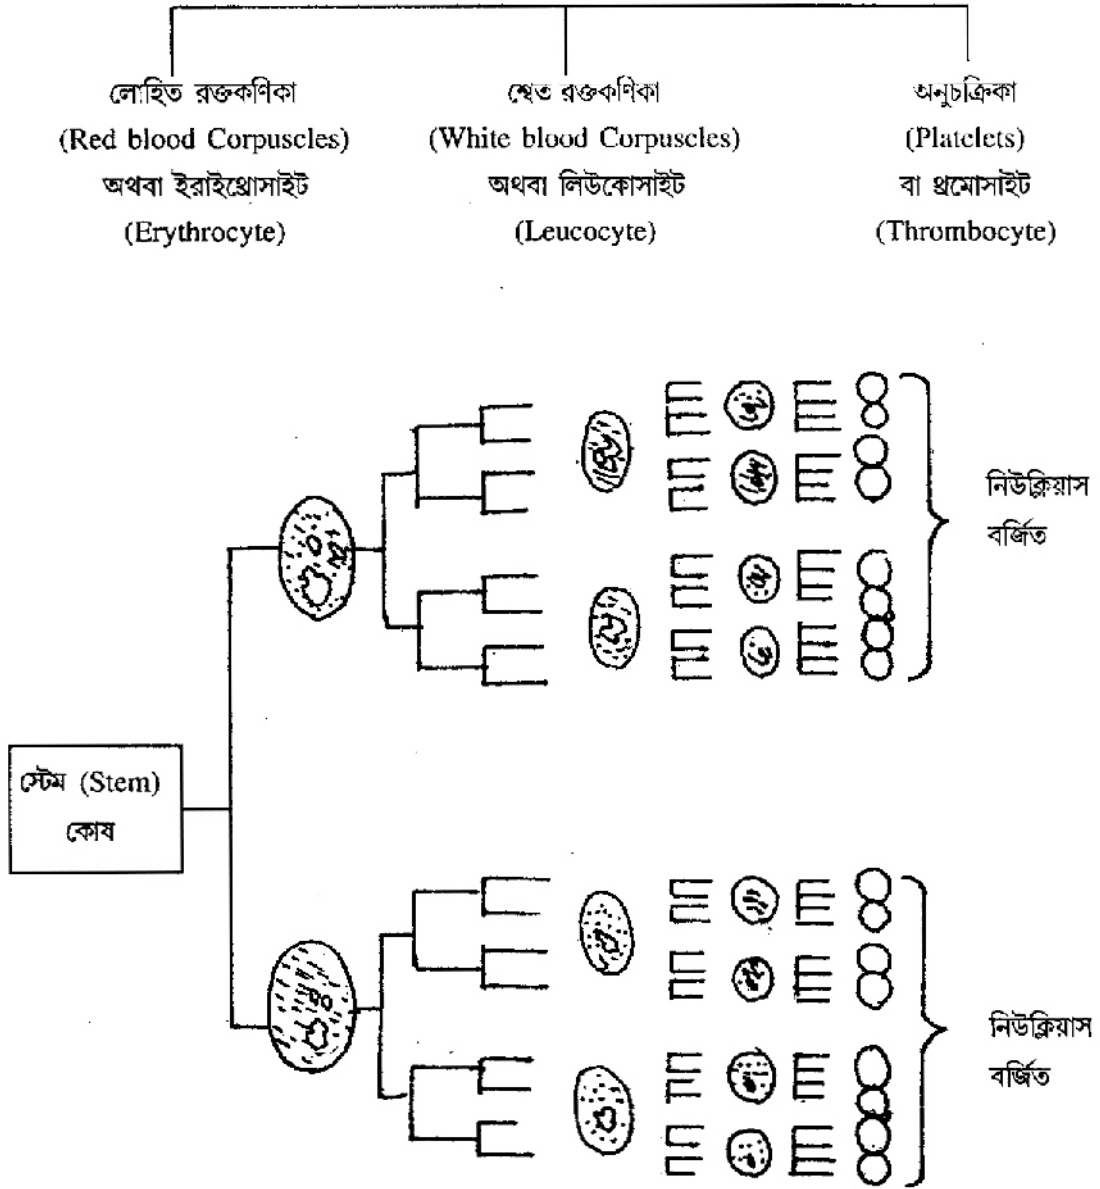 লোহিত রক্তকণিকা
(Red blood Corpuscles)
অথবা ইরাইথ্রোসাইট
(Erythrocyte)
শ্বেত রক্তকণিকা
(White blood Corpuscles)
অথবা লিউকোসাইট
(Leucocyte)
অনুচক্রিকা
(Platelets)
বা থ্রমোসাইট
(Thrombocyte)
নিউক্লিয়াস
বর্জিত
স্টেম (Stem)
কোষ
নিউক্লিয়াস
বর্জিত